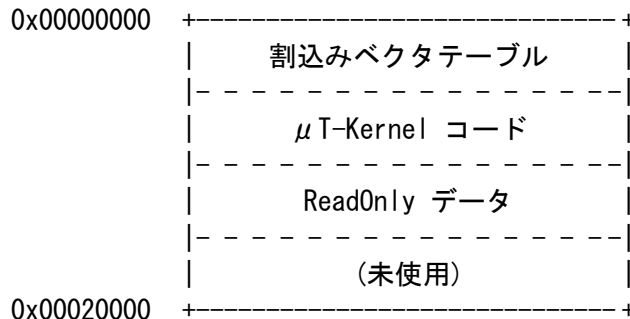 0x00000000 +------------------------------+
| 割込みベクタテーブル |
|- - - - - - - - - - - - - - - -|
| μT-Kernel コード |
|- - - - - - - - - - - - - - - -|
| ReadOnly データ |
|- - - - - - - - - - - - - - - -|
| (未使用) |
0x00020000 +------------------------------+